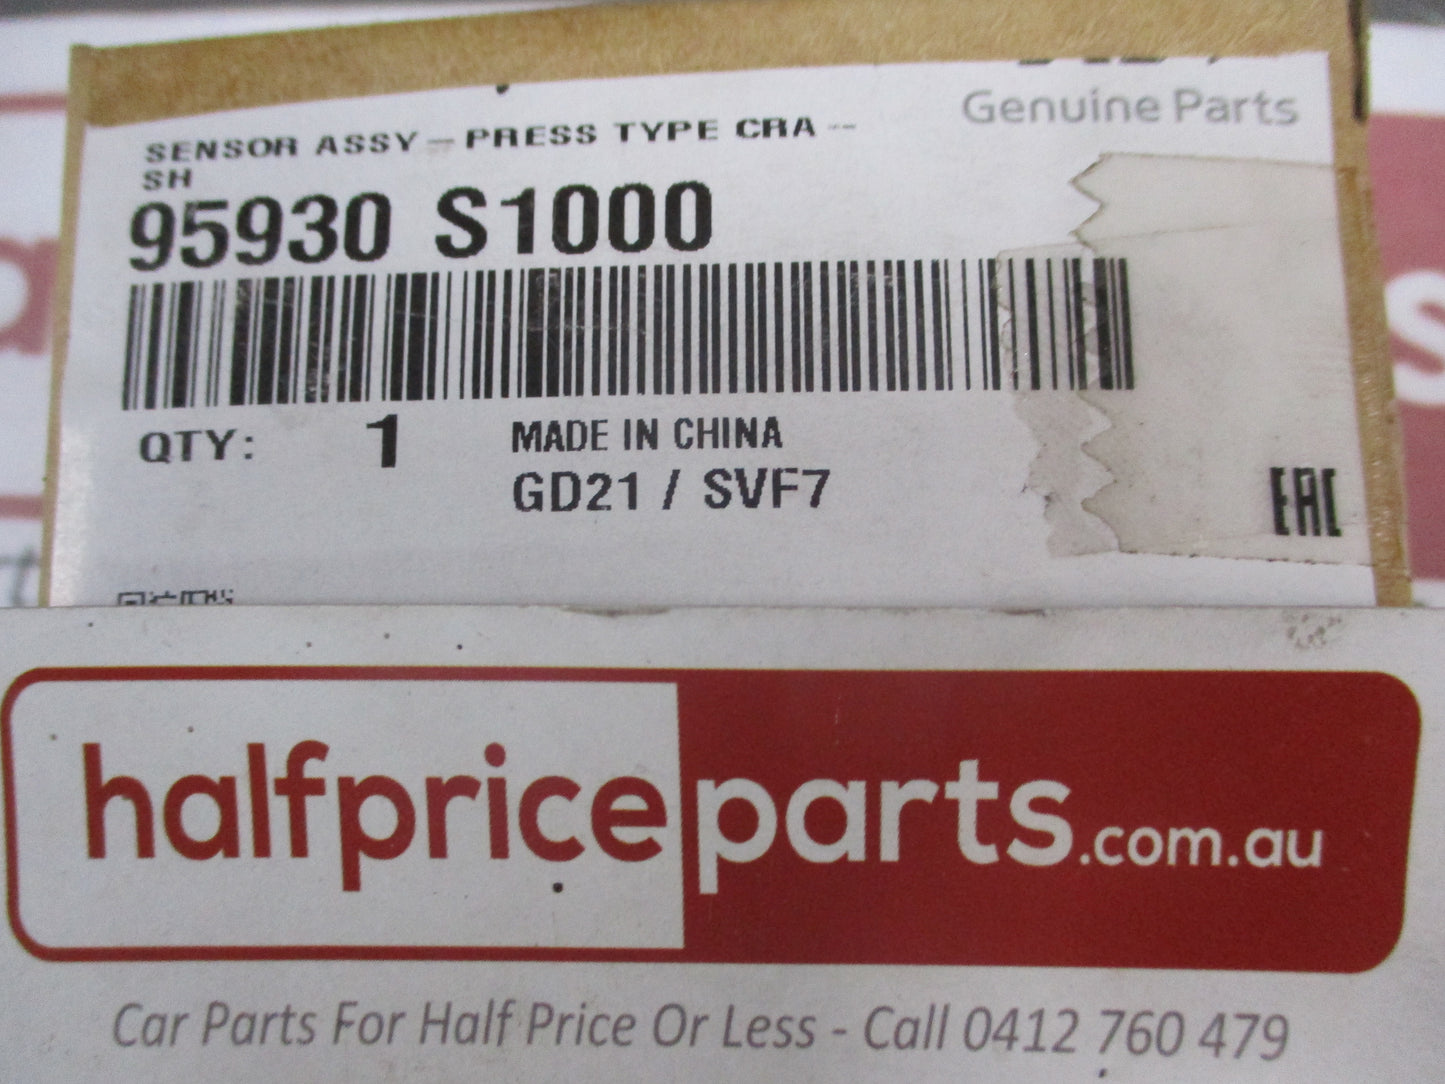 Genuine Parts
SENSOR ASSY-PRESS TYPE CRA--
SH
95930 S1000
QTY: 1 MADE IN CHINA
GD21 / SVF7
EAC
halfpriceparts.com.au
Car Parts For Half Price Or Less - Call 0412 760 479